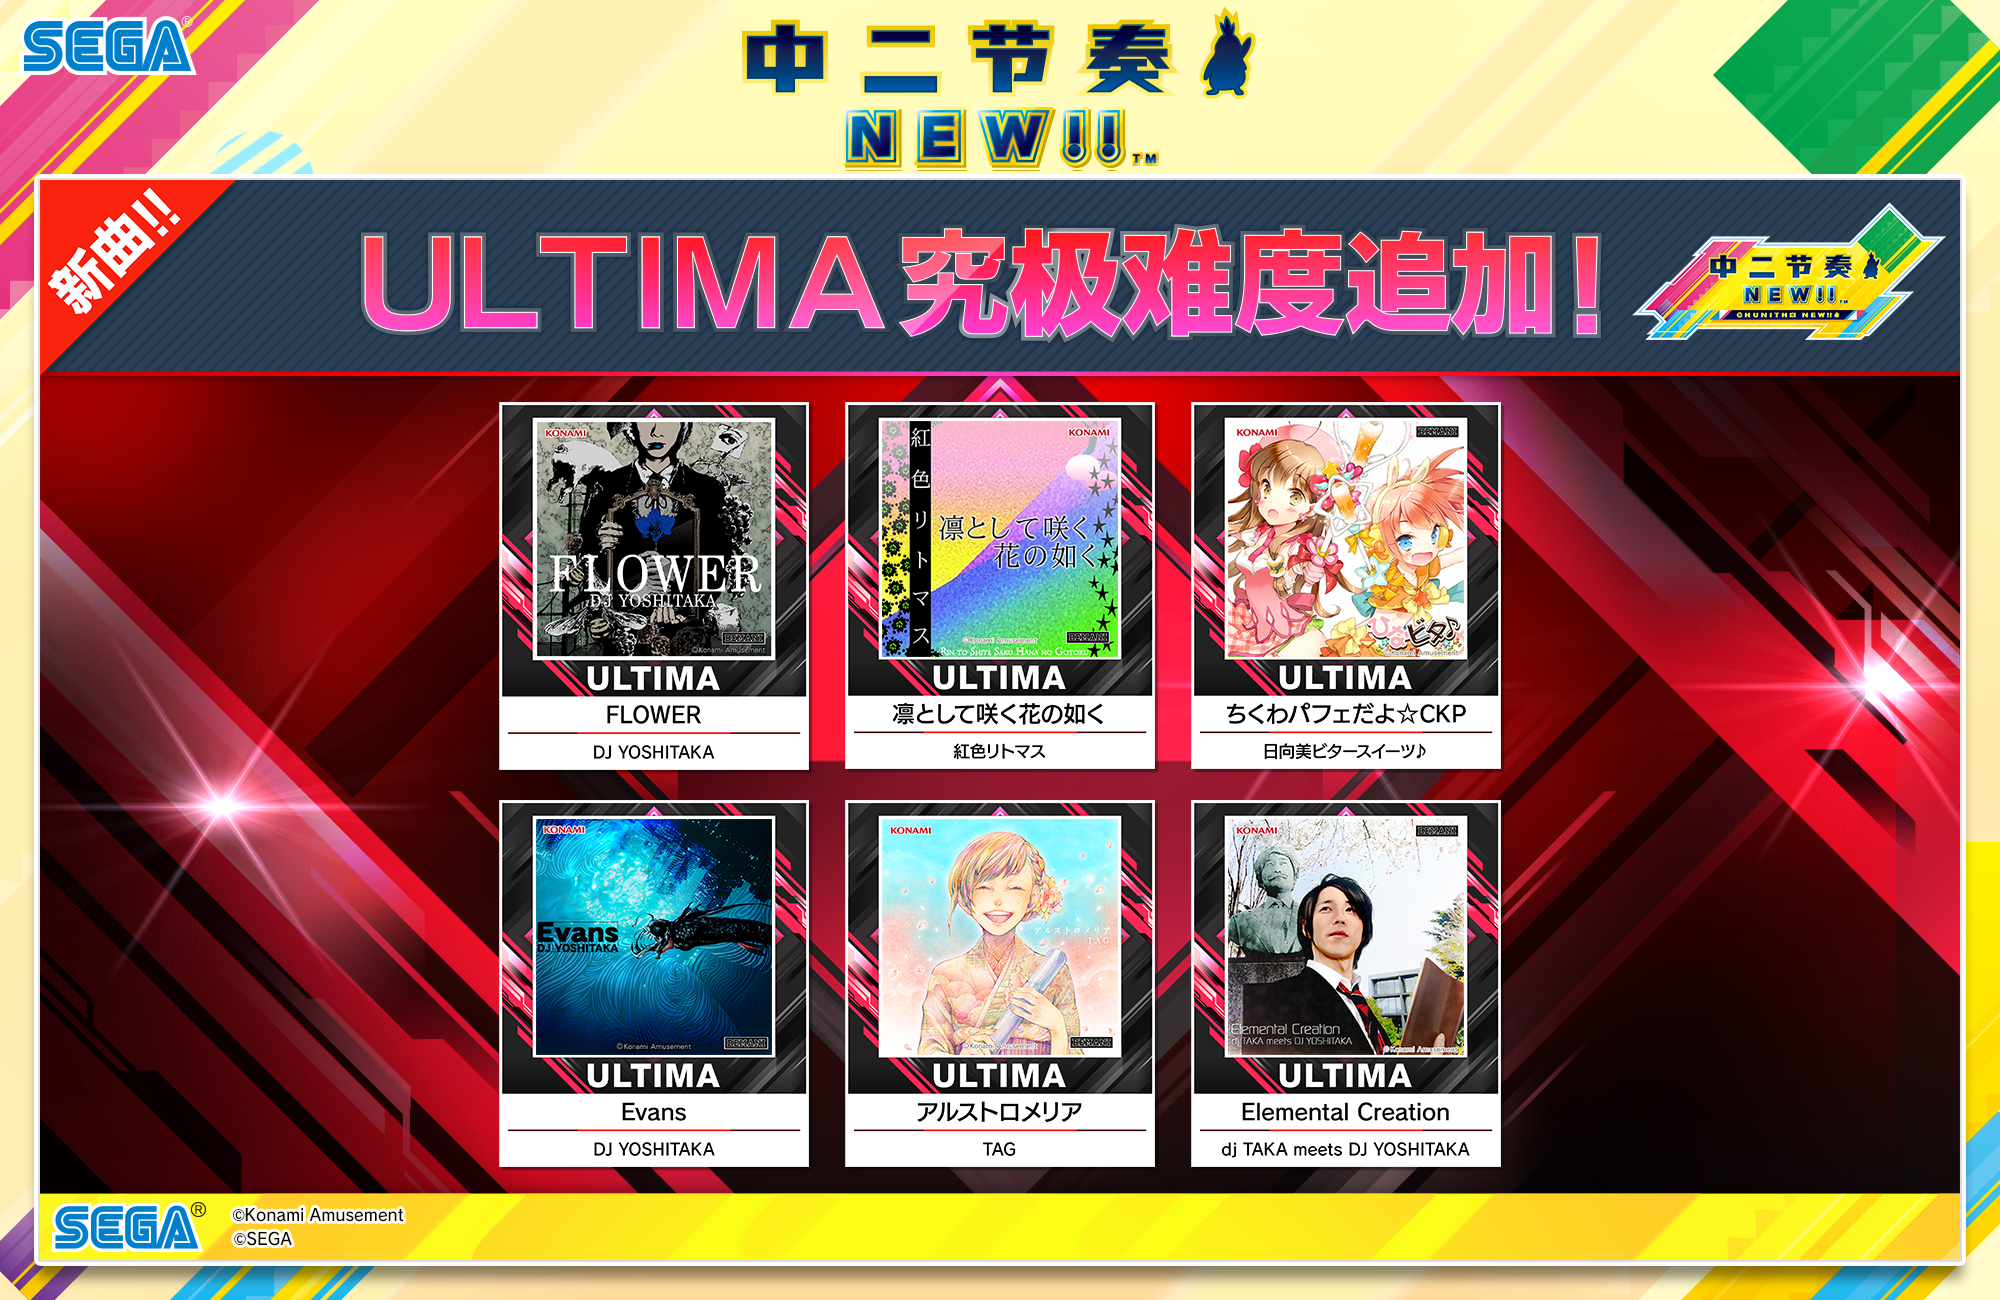 SEGA®
中二节奏
NEW!!™
新曲!!
ULTIMA究极难度追加！
中二节奏
NEW!!™
CHUNITHM NEW!!
KONAMI
FLOWER
DJ YOSHITAKA
BEMANI
©Konami Amusement
ULTIMA
FLOWER
DJ YOSHITAKA
紅色リトマス
KONAMI
凛として咲く
花の如く
©Konami Amusement
BEMANI
RIN TO SHITE SAKU HANA NO GOTOKU
ULTIMA
凛として咲く花の如く
紅色リトマス
KONAMI
BEMANI
ひなビタ♪
©Konami Amusement
ULTIMA
ちくわパフェだよ☆CKP
日向美ビタースイーツ♪
KONAMI
Evans
DJ YOSHITAKA
©Konami Amusement
BEMANI
ULTIMA
Evans
DJ YOSHITAKA
KONAMI
アルストロメリア
TAG
©Konami Amusement
BEMANI
ULTIMA
アルストロメリア
TAG
KONAMI
BEMANI
Elemental Creation
dj TAKA meets DJ YOSHITAKA
©Konami Amusement
ULTIMA
Elemental Creation
dj TAKA meets DJ YOSHITAKA
SEGA®
©Konami Amusement
©SEGA